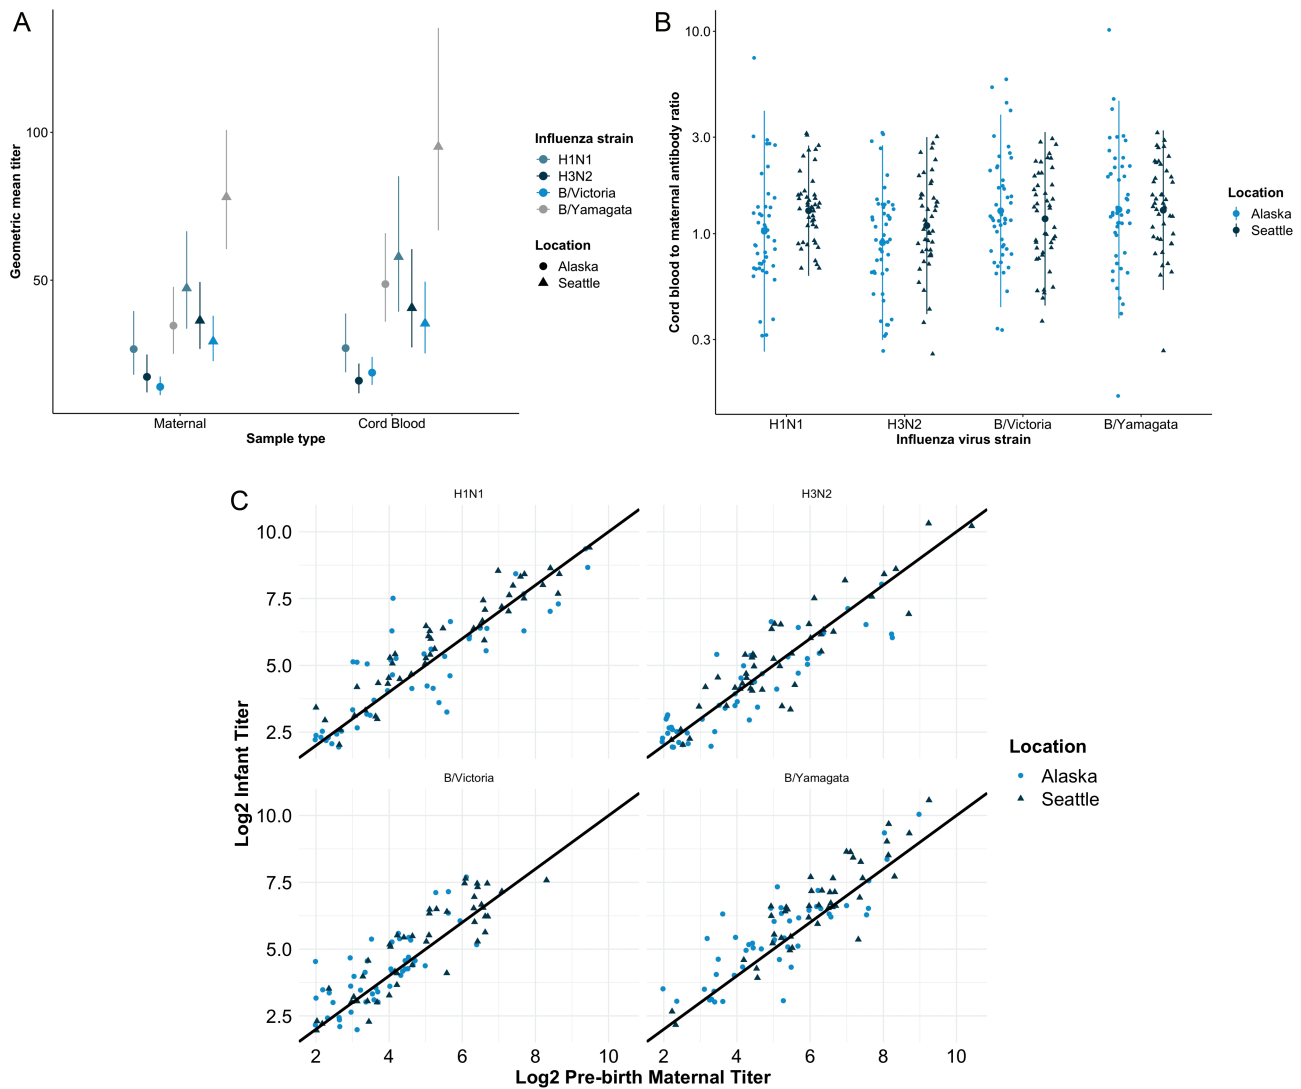 A
Geometric mean titer
100
50
Maternal
Cord Blood
Sample type
Influenza strain
H1N1
H3N2
B/Victoria
B/Yamagata
Location
Alaska
Seattle
B
Cord blood to maternal antibody ratio
10.0
3.0
1.0
0.3
H1N1
H3N2
B/Victoria
B/Yamagata
Influenza virus strain
Location
Alaska
Seattle
C
H1N1
H3N2
10.0
7.5
5.0
2.5
B/Victoria
B/Yamagata
Log2 Infant Titer
10.0
7.5
5.0
2.5
2 4 6 8 10
2 4 6 8 10
Log2 Pre-birth Maternal Titer
Location
Alaska
Seattle